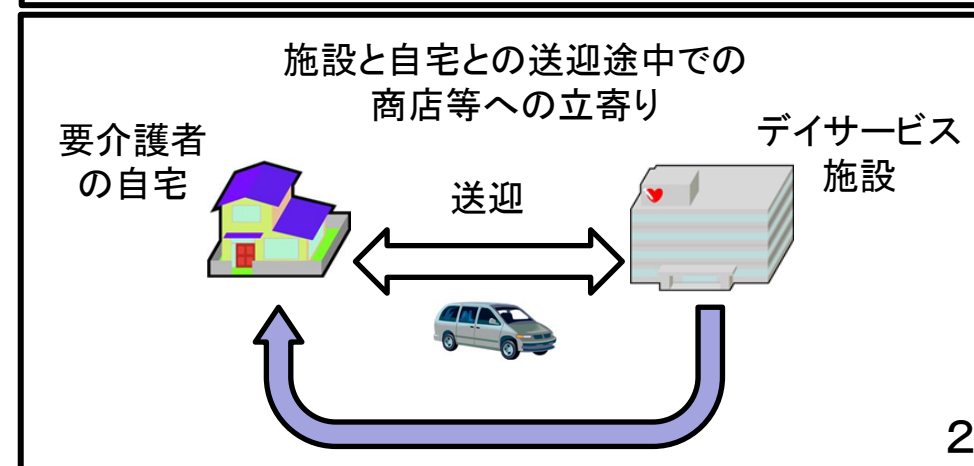 施設と自宅との送迎途中での
商店等への立寄り
要介護者
の自宅
送迎
デイサービス
施設
2